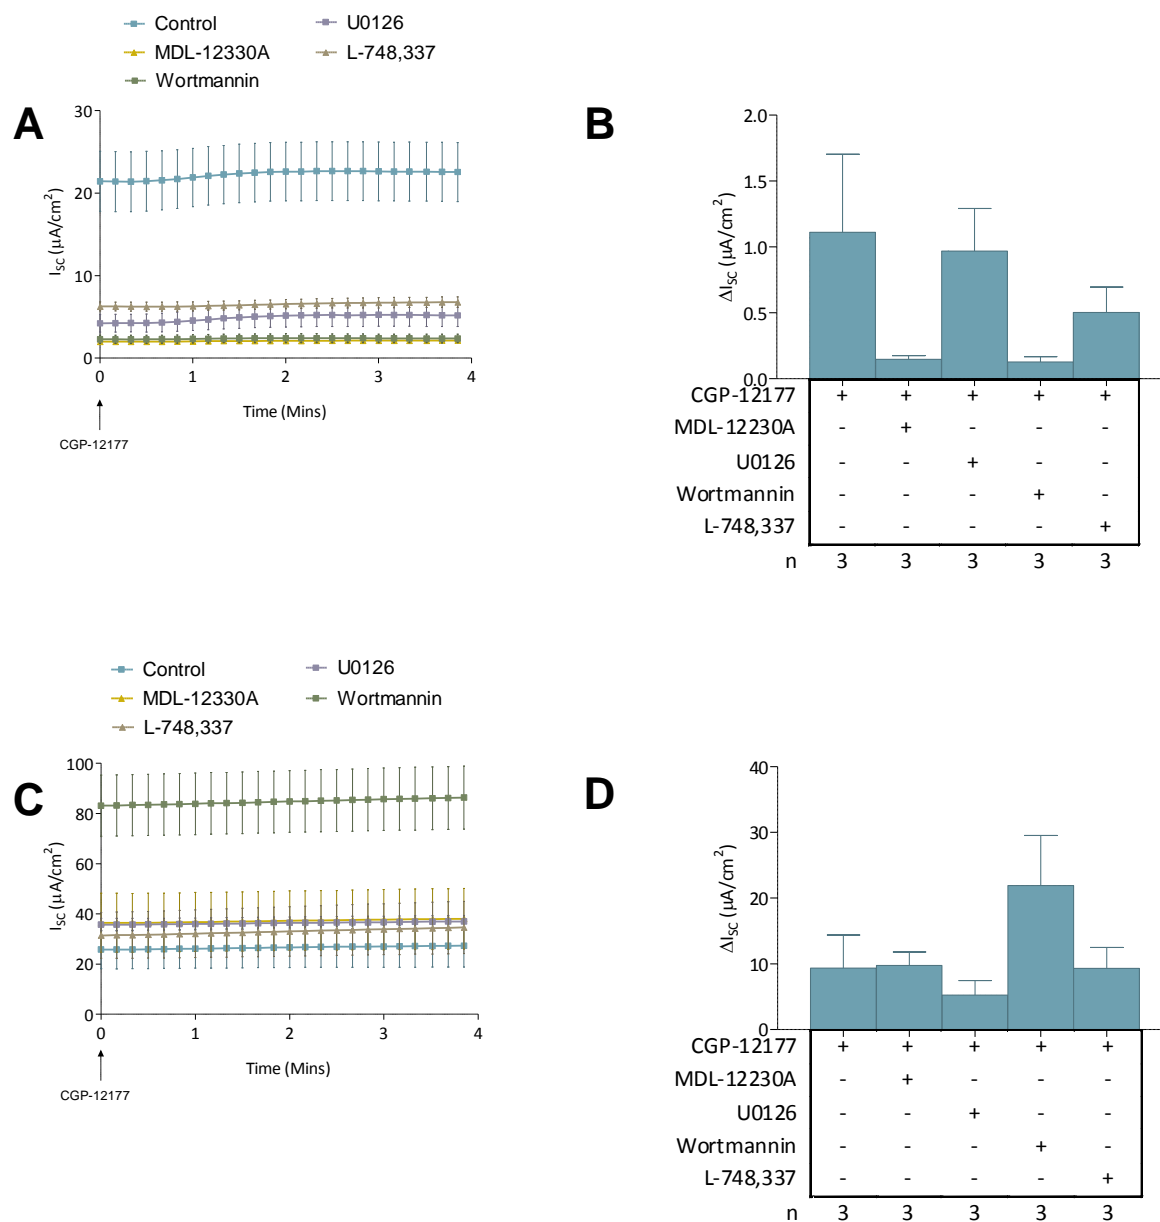 Control
U0126
MDL-12330A
L-748,337
Wortmannin
A
30
20
10
0
I_SC (µA/cm²)
0 1 2 3 4
Time (Mins)
CGP-12177
B
2.0
1.5
1.0
0.5
0.0
ΔI_SC (µA/cm²)
CGP-12177 + + + + +
MDL-12230A - + - - -
U0126 - - + - -
Wortmannin - - - + -
L-748,337 - - - - +
n 3 3 3 3 3
Control
U0126
MDL-12330A
Wortmannin
L-748,337
C
100
80
60
40
20
0
I_SC (µA/cm²)
0 1 2 3 4
Time (Mins)
CGP-12177
D
40
30
20
10
0
ΔI_SC (µA/cm²)
CGP-12177 + + + + +
MDL-12230A - + - - -
U0126 - - + - -
Wortmannin - - - + -
L-748,337 - - - - +
n 3 3 3 3 3